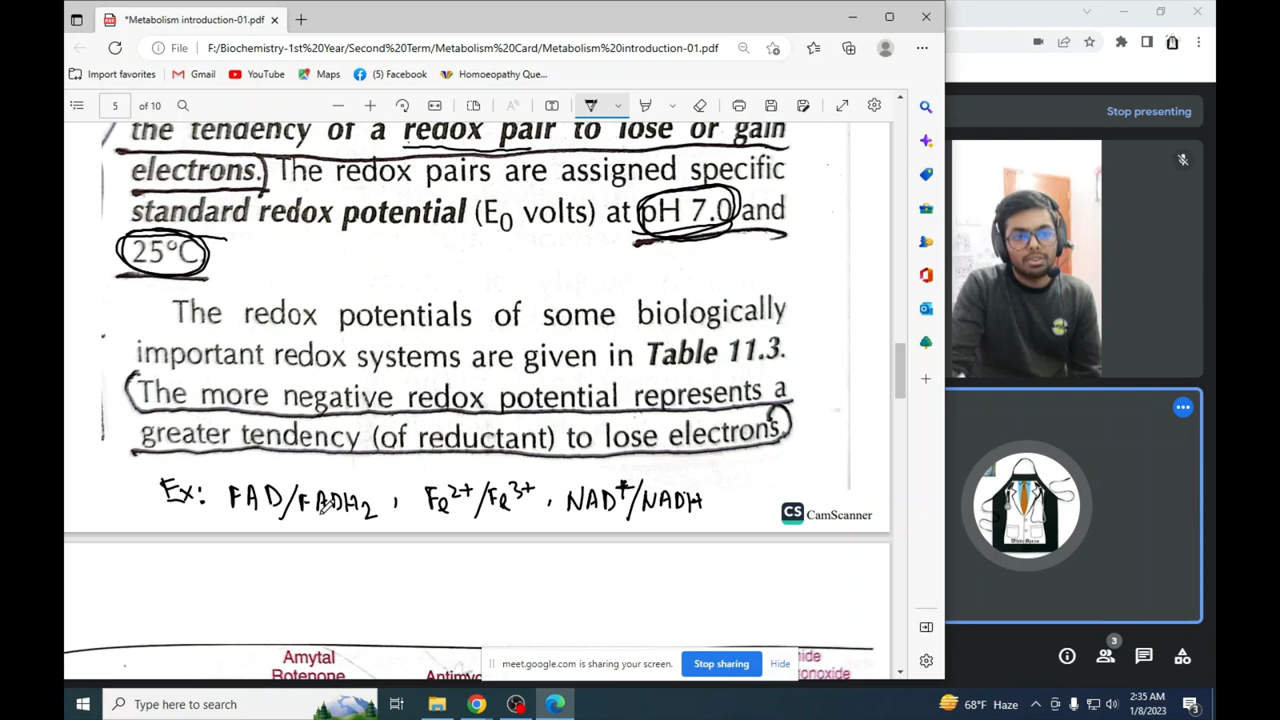 *Metabolism introduction-01.pdf
File F:/Biochemistry-1st%20Year/Second%20Term/Metabolism%20Card/Metabolism%20introduction-01.pdf
Import favorites Gmail YouTube Maps (5) Facebook Homoeopathy Que...
5 of 10
Stop presenting
the tendency of a redox pair to lose or gain
electrons. The redox pairs are assigned specific
standard redox potential (E0 volts) at pH 7.0 and
25°C
The redox potentials of some biologically
important redox systems are given in Table 11.3.
The more negative redox potential represents a
greater tendency (of reductant) to lose electrons
Ex: FAD/FADH2, Fe2+/Fe3+, NAD+/NADH
CS CamScanner
Amytal
Rotenone
meet.google.com is sharing your screen. Stop sharing Hide
3
Type here to search
68°F Haze
2:35 AM
1/8/2023
3